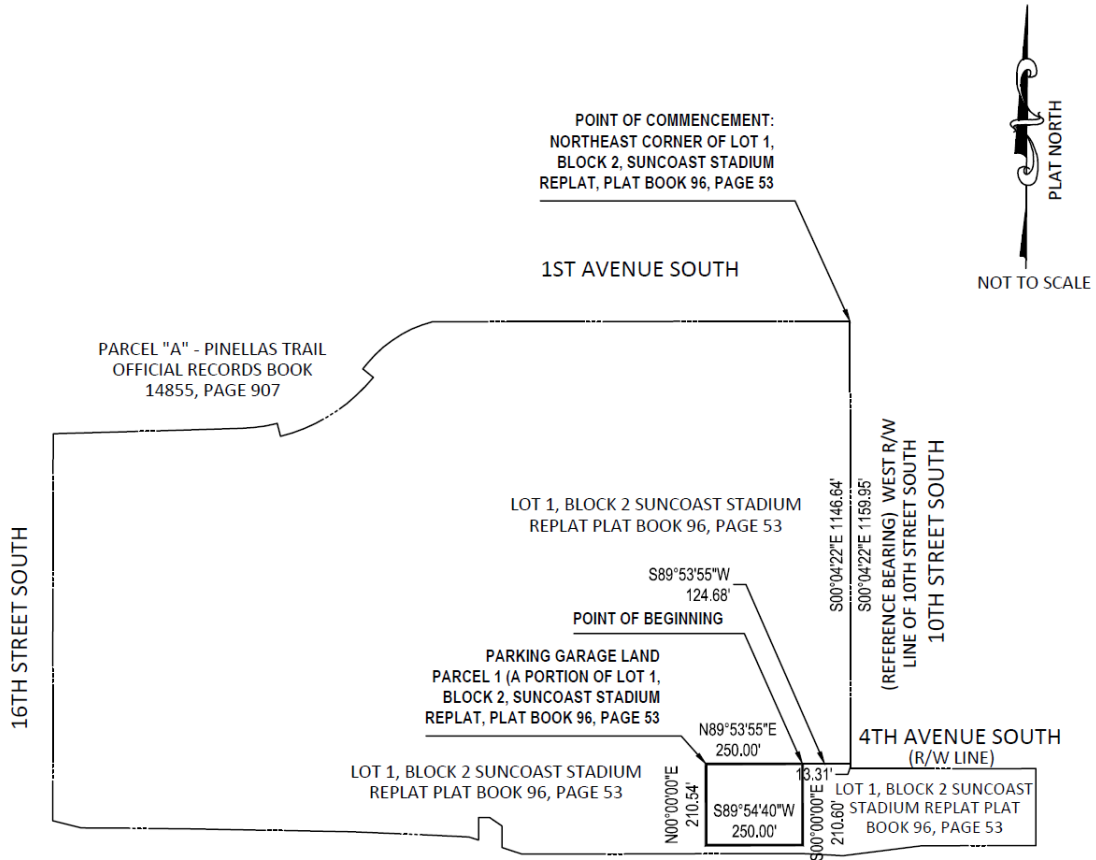 POINT OF COMMENCEMENT:
NORTHEAST CORNER OF LOT 1,
BLOCK 2, SUNCOAST STADIUM
REPLAT, PLAT BOOK 96, PAGE 53
PLAT NORTH
NOT TO SCALE
1ST AVENUE SOUTH
PARCEL "A" - PINELLAS TRAIL
OFFICIAL RECORDS BOOK
14855, PAGE 907
16TH STREET SOUTH
LOT 1, BLOCK 2 SUNCOAST STADIUM
REPLAT PLAT BOOK 96, PAGE 53
S00°04'22"E 1146.64'
S00°04'22"E 1159.95'
(REFERENCE BEARING) WEST R/W
LINE OF 10TH STREET SOUTH
10TH STREET SOUTH
S89°53'55"W
124.68'
POINT OF BEGINNING
PARKING GARAGE LAND
PARCEL 1 (A PORTION OF LOT 1,
BLOCK 2, SUNCOAST STADIUM
REPLAT, PLAT BOOK 96, PAGE 53
N89°53'55"E
250.00'
4TH AVENUE SOUTH
(R/W LINE)
13.31'
LOT 1, BLOCK 2 SUNCOAST STADIUM
REPLAT PLAT BOOK 96, PAGE 53
N00°00'00"E
210.54'
S89°54'40"W
250.00'
S00°00'00"E
210.60'
LOT 1, BLOCK 2 SUNCOAST
STADIUM REPLAT PLAT
BOOK 96, PAGE 53